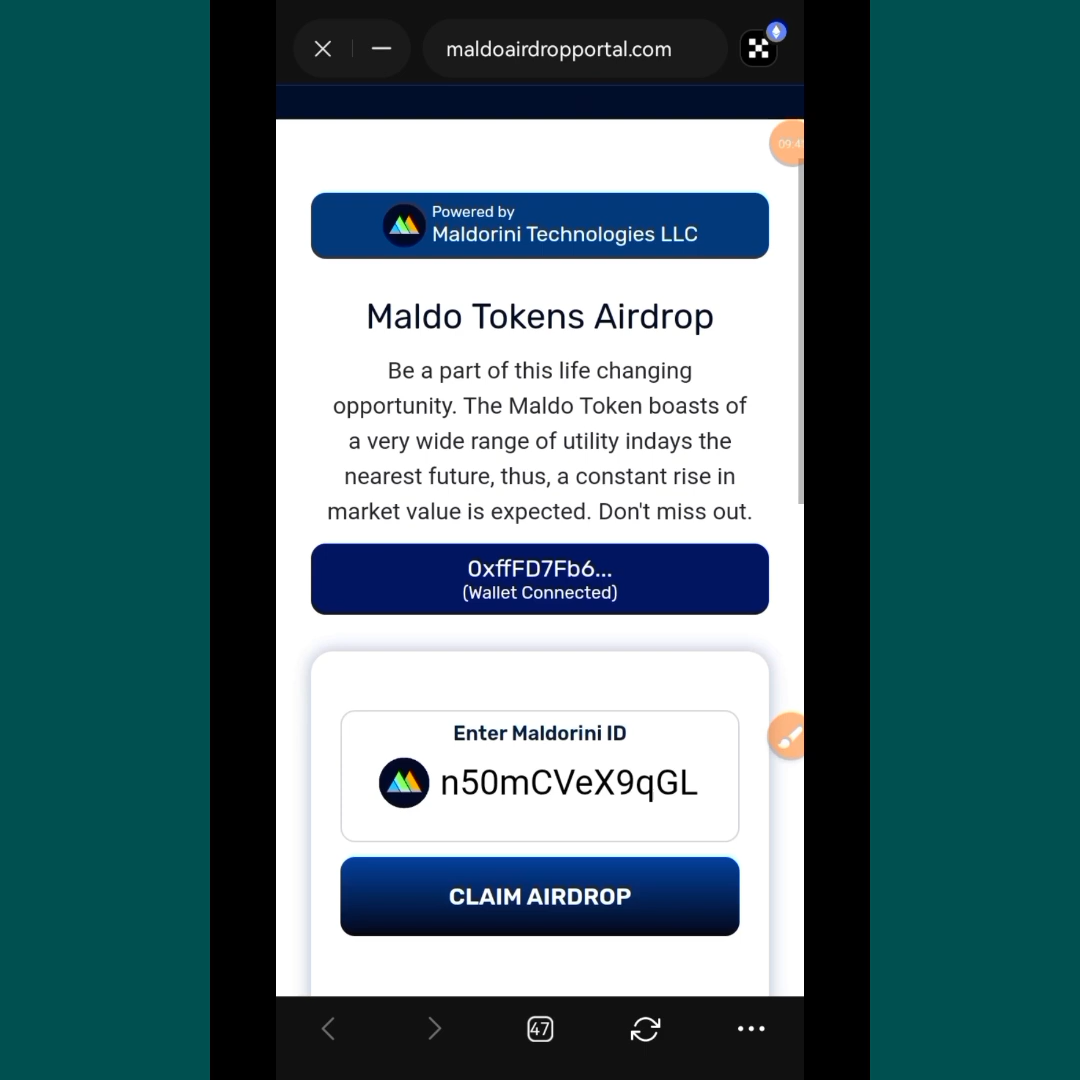 maldoairdropportal.com
Powered by
Maldorini Technologies LLC
Maldo Tokens Airdrop
Be a part of this life changing
opportunity. The Maldo Token boasts of
a very wide range of utility indays the
nearest future, thus, a constant rise in
market value is expected. Don't miss out.
0xffFD7Fb6...
(Wallet Connected)
Enter Maldorini ID
n50mCVeX9qGL
CLAIM AIRDROP
47